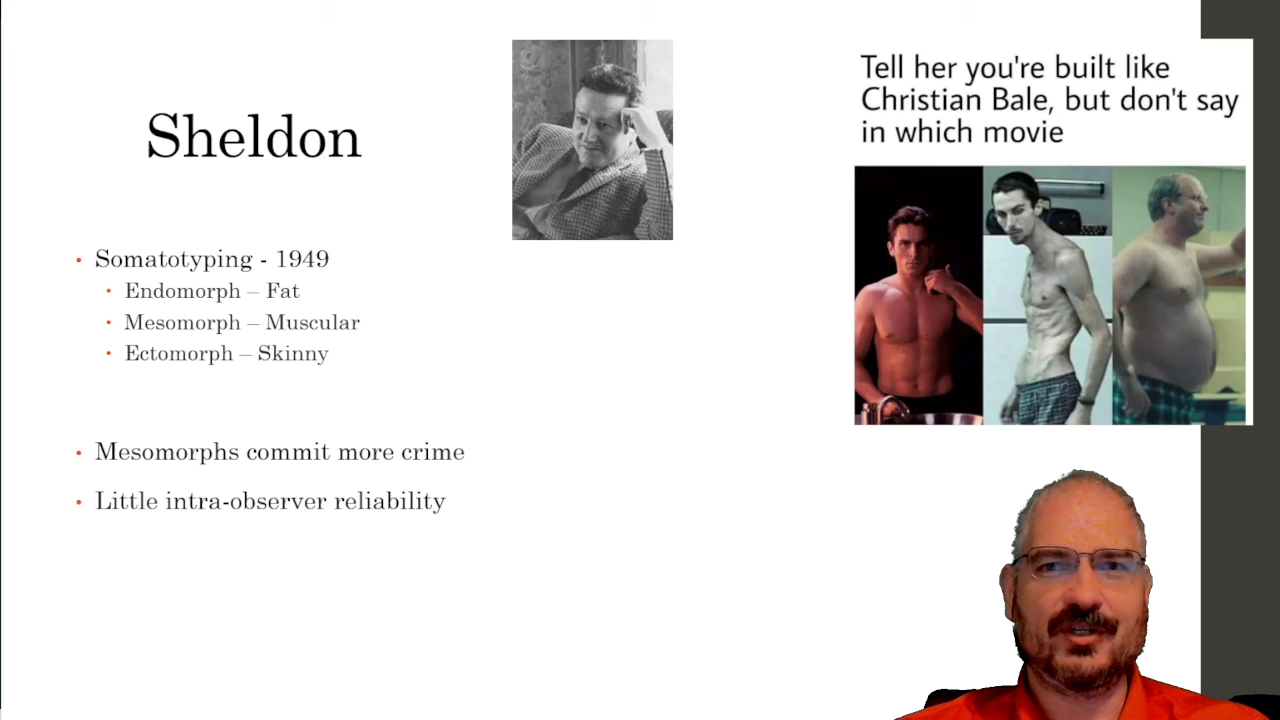 Sheldon
Somatotyping - 1949
Endomorph – Fat
Mesomorph – Muscular
Ectomorph – Skinny
Mesomorphs commit more crime
Little intra-observer reliability
Tell her you're built like
Christian Bale, but don't say
in which movie